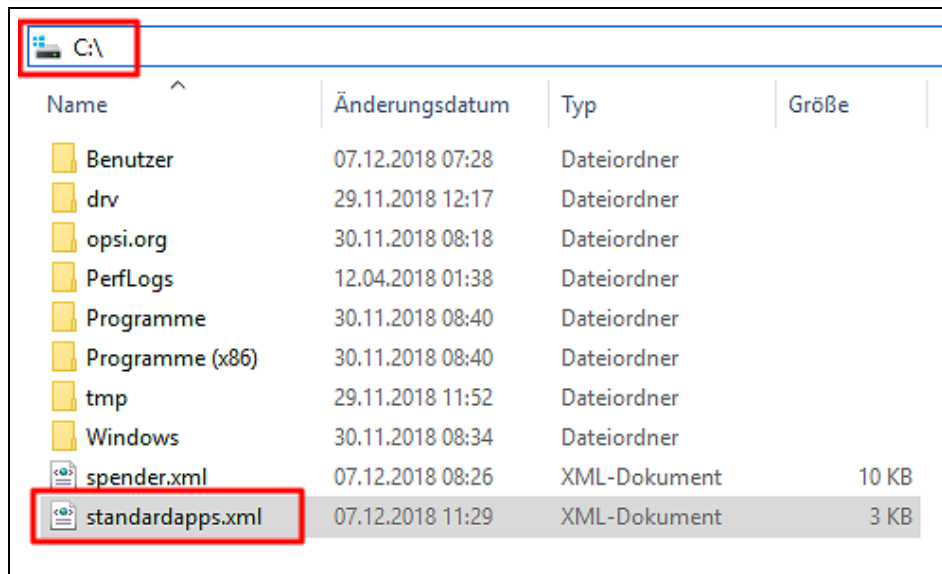 C:\
Name Änderungsdatum Typ Größe
Benutzer 07.12.2018 07:28 Dateiordner
drv 29.11.2018 12:17 Dateiordner
opsi.org 30.11.2018 08:18 Dateiordner
PerfLogs 12.04.2018 01:38 Dateiordner
Programme 30.11.2018 08:40 Dateiordner
Programme (x86) 30.11.2018 08:40 Dateiordner
tmp 29.11.2018 11:52 Dateiordner
Windows 30.11.2018 08:34 Dateiordner
spender.xml 07.12.2018 08:26 XML-Dokument 10 KB
standardapps.xml 07.12.2018 11:29 XML-Dokument 3 KB